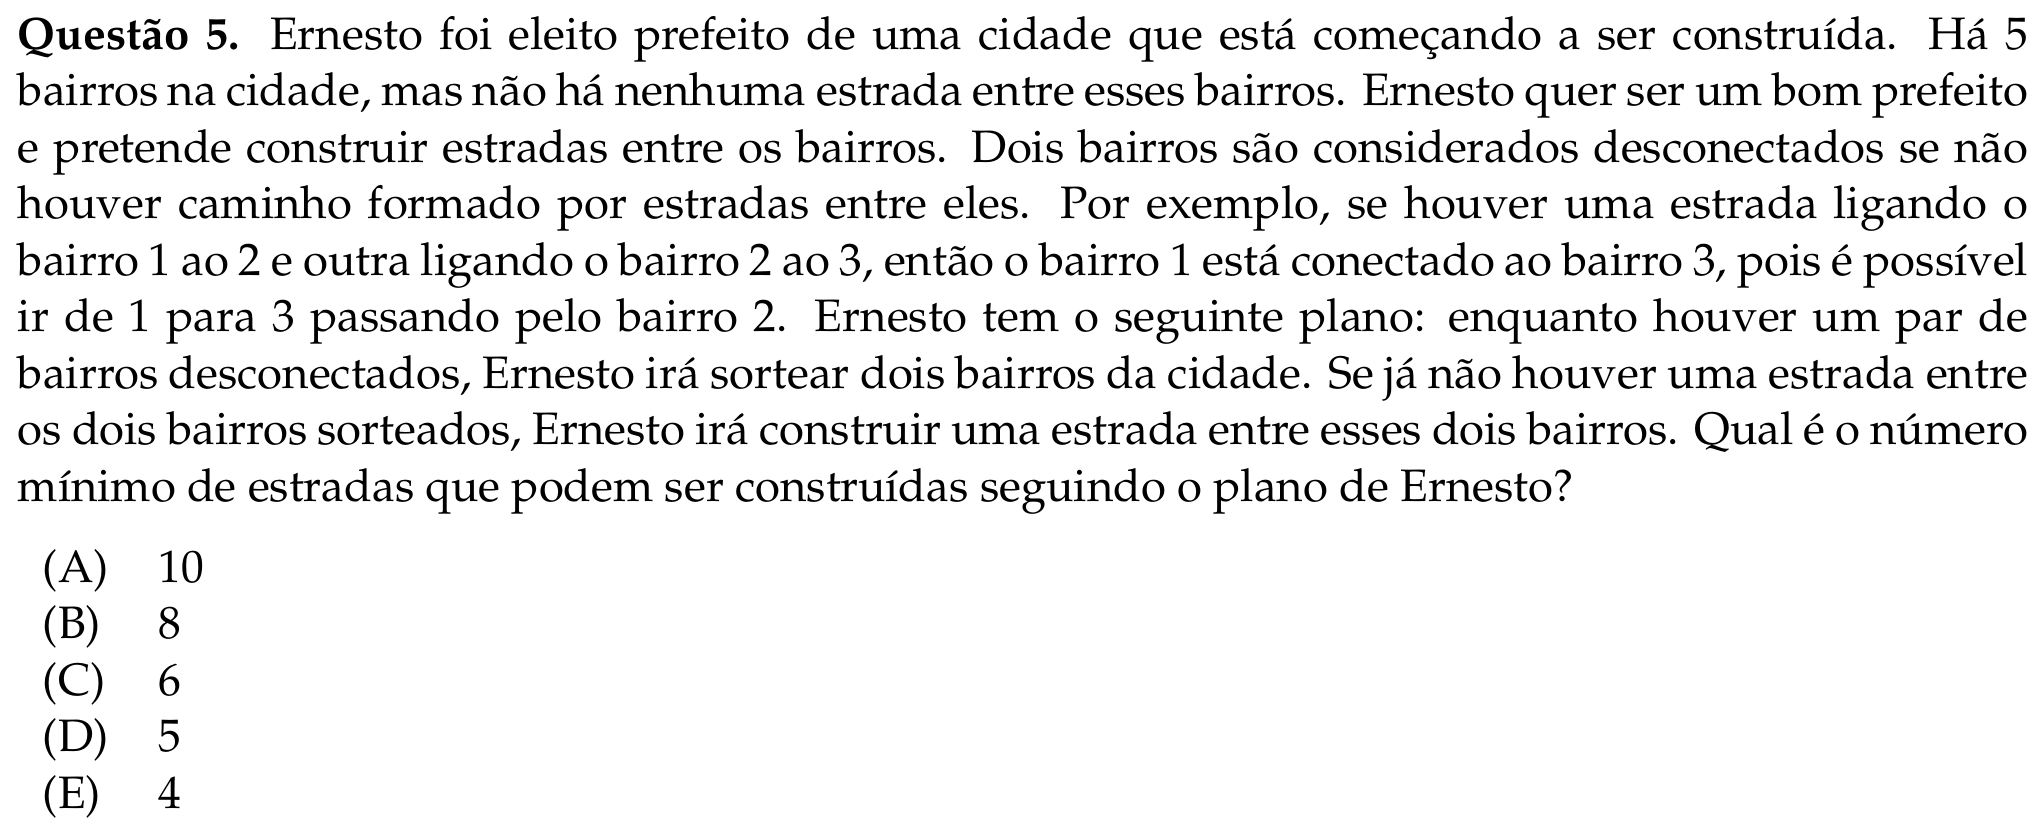 Questão 5. Ernesto foi eleito prefeito de uma cidade que está começando a ser construída. Há 5
bairros na cidade, mas não há nenhuma estrada entre esses bairros. Ernesto quer ser um bom prefeito
e pretende construir estradas entre os bairros. Dois bairros são considerados desconectados se não
houver caminho formado por estradas entre eles. Por exemplo, se houver uma estrada ligando o
bairro 1 ao 2 e outra ligando o bairro 2 ao 3, então o bairro 1 está conectado ao bairro 3, pois é possível
ir de 1 para 3 passando pelo bairro 2. Ernesto tem o seguinte plano: enquanto houver um par de
bairros desconectados, Ernesto irá sortear dois bairros da cidade. Se já não houver uma estrada entre
os dois bairros sorteados, Ernesto irá construir uma estrada entre esses dois bairros. Qual é o número
mínimo de estradas que podem ser construídas seguindo o plano de Ernesto?
(A) 10
(B) 8
(C) 6
(D) 5
(E) 4